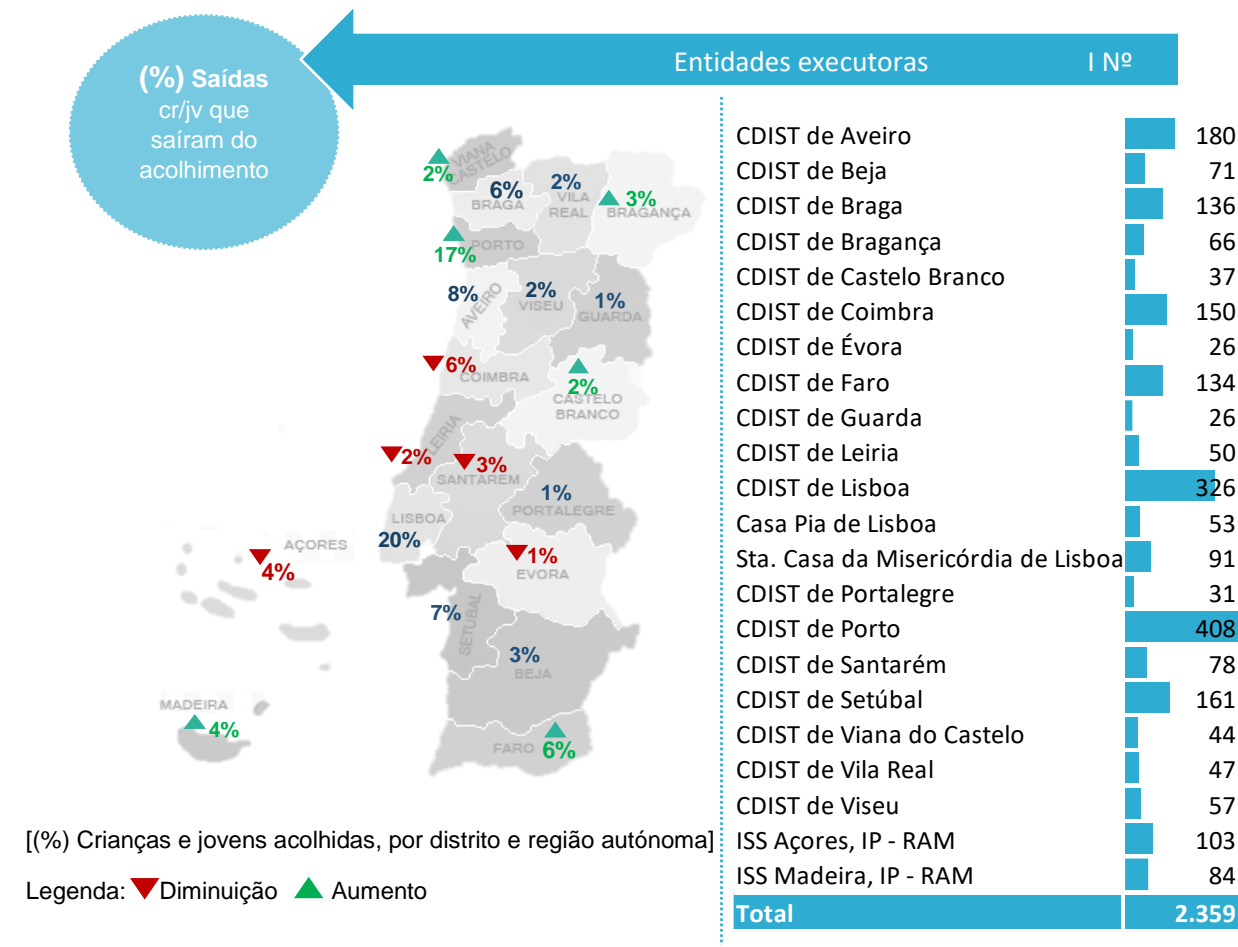 (%) Saídas
cr/jv que
saíram do
acolhimento
Entidades executoras I Nº
VIANA
CASTELO
2%
BRAGA
6%
VILA
REAL
2%
BRAGANÇA
3%
PORTO
17%
AVEIRO
8%
VISEU
2%
GUARDA
1%
COIMBRA
6%
CASTELO
BRANCO
2%
LEIRIA
2%
SANTAREM
3%
PORTALEGRE
1%
LISBOA
20%
EVORA
1%
SETUBAL
7%
BEJA
3%
FARO
6%
AÇORES
4%
MADEIRA
4%
[(%) Crianças e jovens acolhidas, por distrito e região autónoma]
Legenda: Diminuição Aumento
CDIST de Aveiro 180
CDIST de Beja 71
CDIST de Braga 136
CDIST de Bragança 66
CDIST de Castelo Branco 37
CDIST de Coimbra 150
CDIST de Évora 26
CDIST de Faro 134
CDIST de Guarda 26
CDIST de Leiria 50
CDIST de Lisboa 326
Casa Pia de Lisboa 53
Sta. Casa da Misericórdia de Lisboa 91
CDIST de Portalegre 31
CDIST de Porto 408
CDIST de Santarém 78
CDIST de Setúbal 161
CDIST de Viana do Castelo 44
CDIST de Vila Real 47
CDIST de Viseu 57
ISS Açores, IP - RAM 103
ISS Madeira, IP - RAM 84
Total 2.359